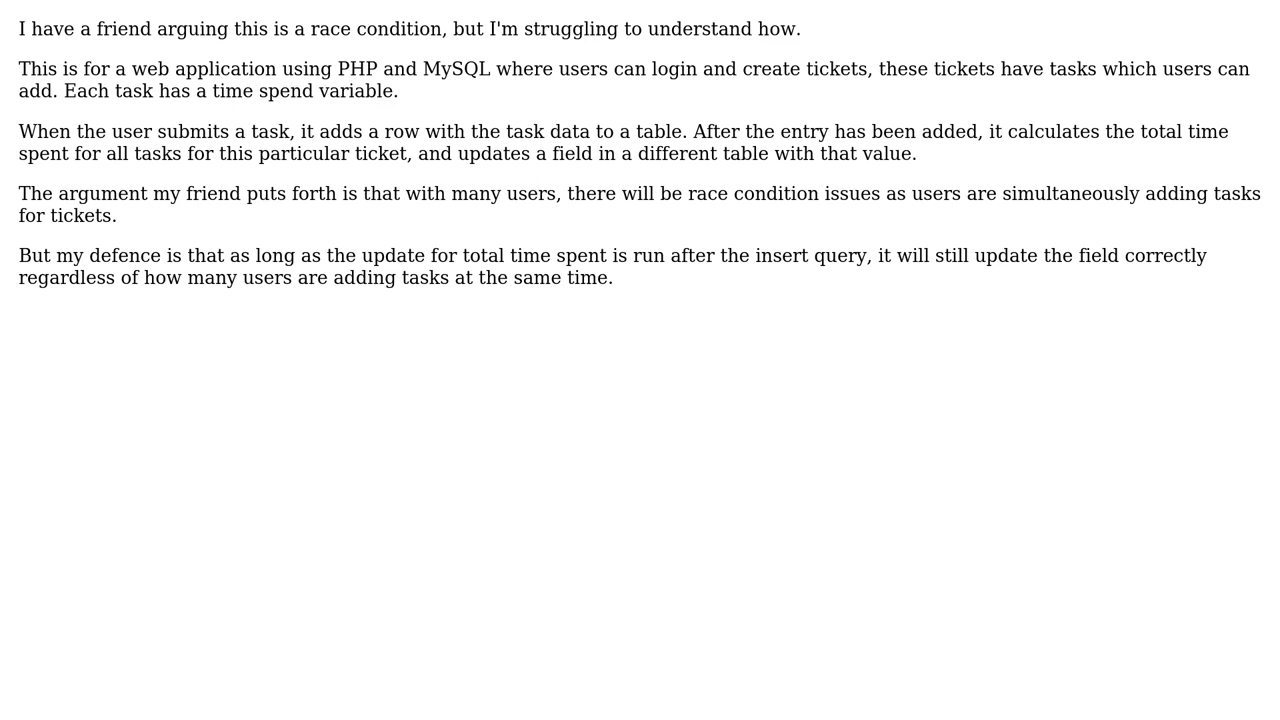 I have a friend arguing this is a race condition, but I'm struggling to understand how.
This is for a web application using PHP and MySQL where users can login and create tickets, these tickets have tasks which users can
add. Each task has a time spend variable.
When the user submits a task, it adds a row with the task data to a table. After the entry has been added, it calculates the total time
spent for all tasks for this particular ticket, and updates a field in a different table with that value.
The argument my friend puts forth is that with many users, there will be race condition issues as users are simultaneously adding tasks
for tickets.
But my defence is that as long as the update for total time spent is run after the insert query, it will still update the field correctly
regardless of how many users are adding tasks at the same time.